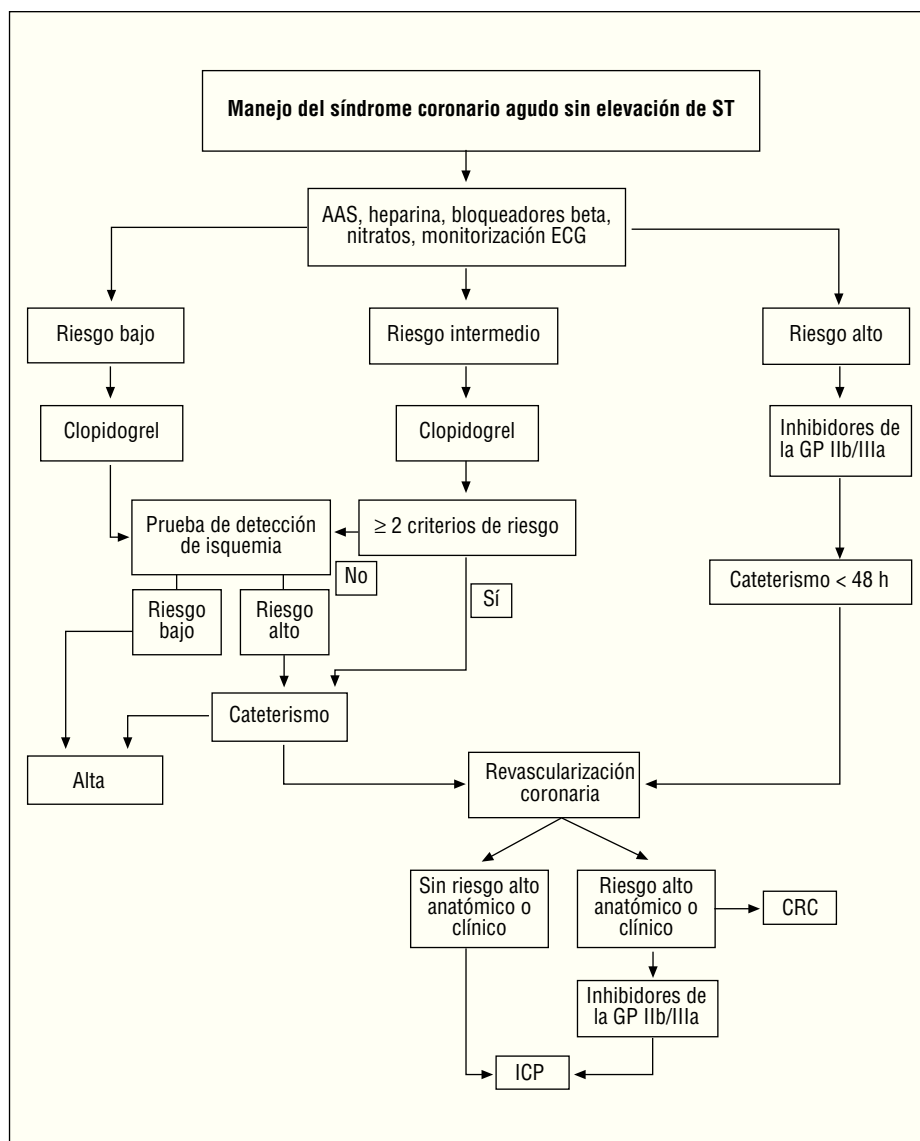 Manejo del síndrome coronario agudo sin elevación de ST
AAS, heparina, bloqueadores beta,
nitratos, monitorización ECG
Riesgo bajo
Riesgo intermedio
Riesgo alto
Clopidogrel
Clopidogrel
Inhibidores de
la GP IIb/IIIa
Prueba de detección
de isquemia
≥ 2 criterios de riesgo
No
Sí
Cateterismo < 48 h
Riesgo
bajo
Riesgo
alto
Cateterismo
Alta
Revascularización
coronaria
Sin riesgo alto
anatómico o
clínico
Riesgo alto
anatómico o
clínico
CRC
Inhibidores de
la GP IIb/IIIa
ICP